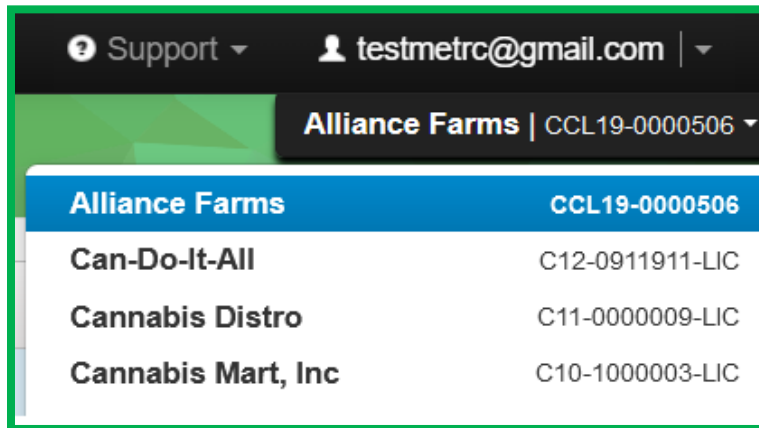 Support testmetrc@gmail.com
Alliance Farms | CCL19-0000506
Alliance Farms CCL19-0000506
Can-Do-It-All C12-0911911-LIC
Cannabis Distro C11-0000009-LIC
Cannabis Mart, Inc C10-1000003-LIC